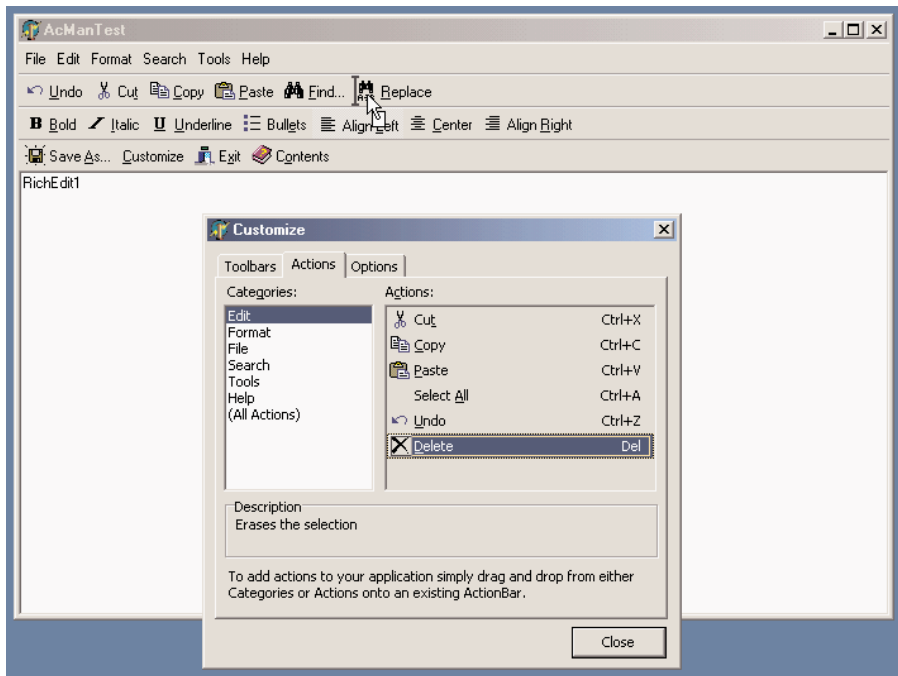 AcManTest
File Edit Format Search Tools Help
Undo Cut Copy Paste Find... Replace
Bold Italic Underline Bullets Align Left Center Align Right
Save As... Customize Exit Contents
RichEdit1
Customize
Toolbars Actions Options
Categories: Actions:
Edit
Format
File
Search
Tools
Help
(All Actions)
Cut Ctrl+X
Copy Ctrl+C
Paste Ctrl+V
Select All Ctrl+A
Undo Ctrl+Z
Delete Del
Description
Erases the selection
To add actions to your application simply drag and drop from either
Categories or Actions onto an existing ActionBar.
Close